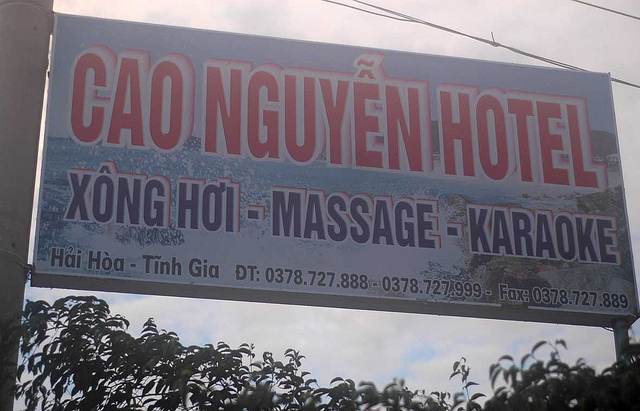 CAO NGUYỄN HOTEL
XÔNG HƠI - MASSAGE - KARAOKE
Hải Hòa - Tĩnh Gia ĐT: 0378.727.888 - 0378.727.999 - Fax: 0378.727.889